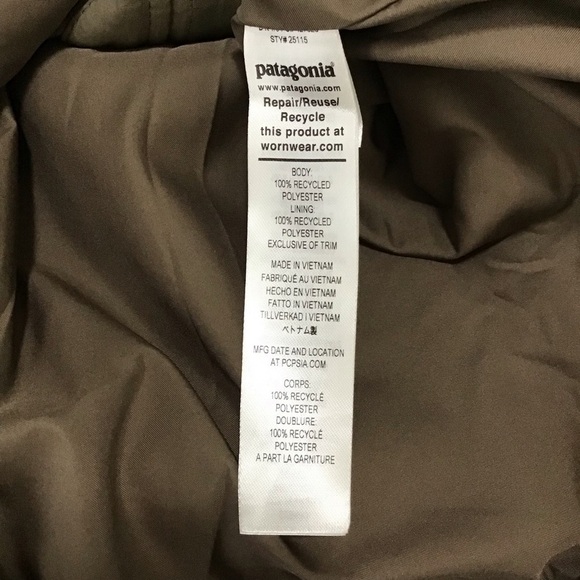 STY# 25115
patagonia®
www.patagonia.com
Repair/Reuse/
Recycle
this product at
wornwear.com
BODY:
100% RECYCLED
POLYESTER
LINING:
100% RECYCLED
POLYESTER
EXCLUSIVE OF TRIM
MADE IN VIETNAM
FABRIQUÉ AU VIETNAM
HECHO EN VIETNAM
FATTO IN VIETNAM
TILLVERKAD I VIETNAM
ベトナム製
MFG DATE AND LOCATION
AT PCPSIA.COM
CORPS:
100% RECYCLÉ
POLYESTER
DOUBLURE:
100% RECYCLÉ
POLYESTER
A PART LA GARNITURE